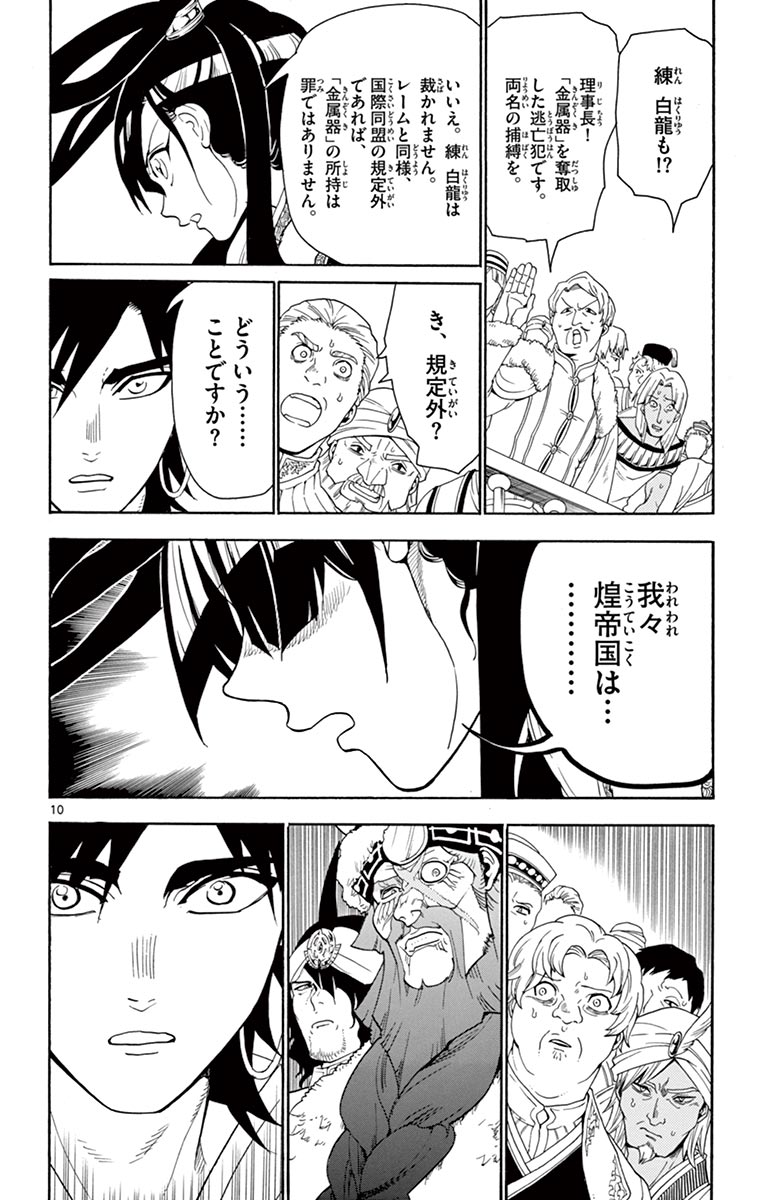 練白龍も!?
理事長!
「金属器」を奪取
した逃亡犯です。
両名の捕縛を。
いいえ。練白龍は
裁かれません。
レームと同様、
国際同盟の規定外
であれば、
「金属器」の所持は
罪ではありません。
き、規定外?
どういう……
ことですか?
我々
煌帝国は…
…………
10